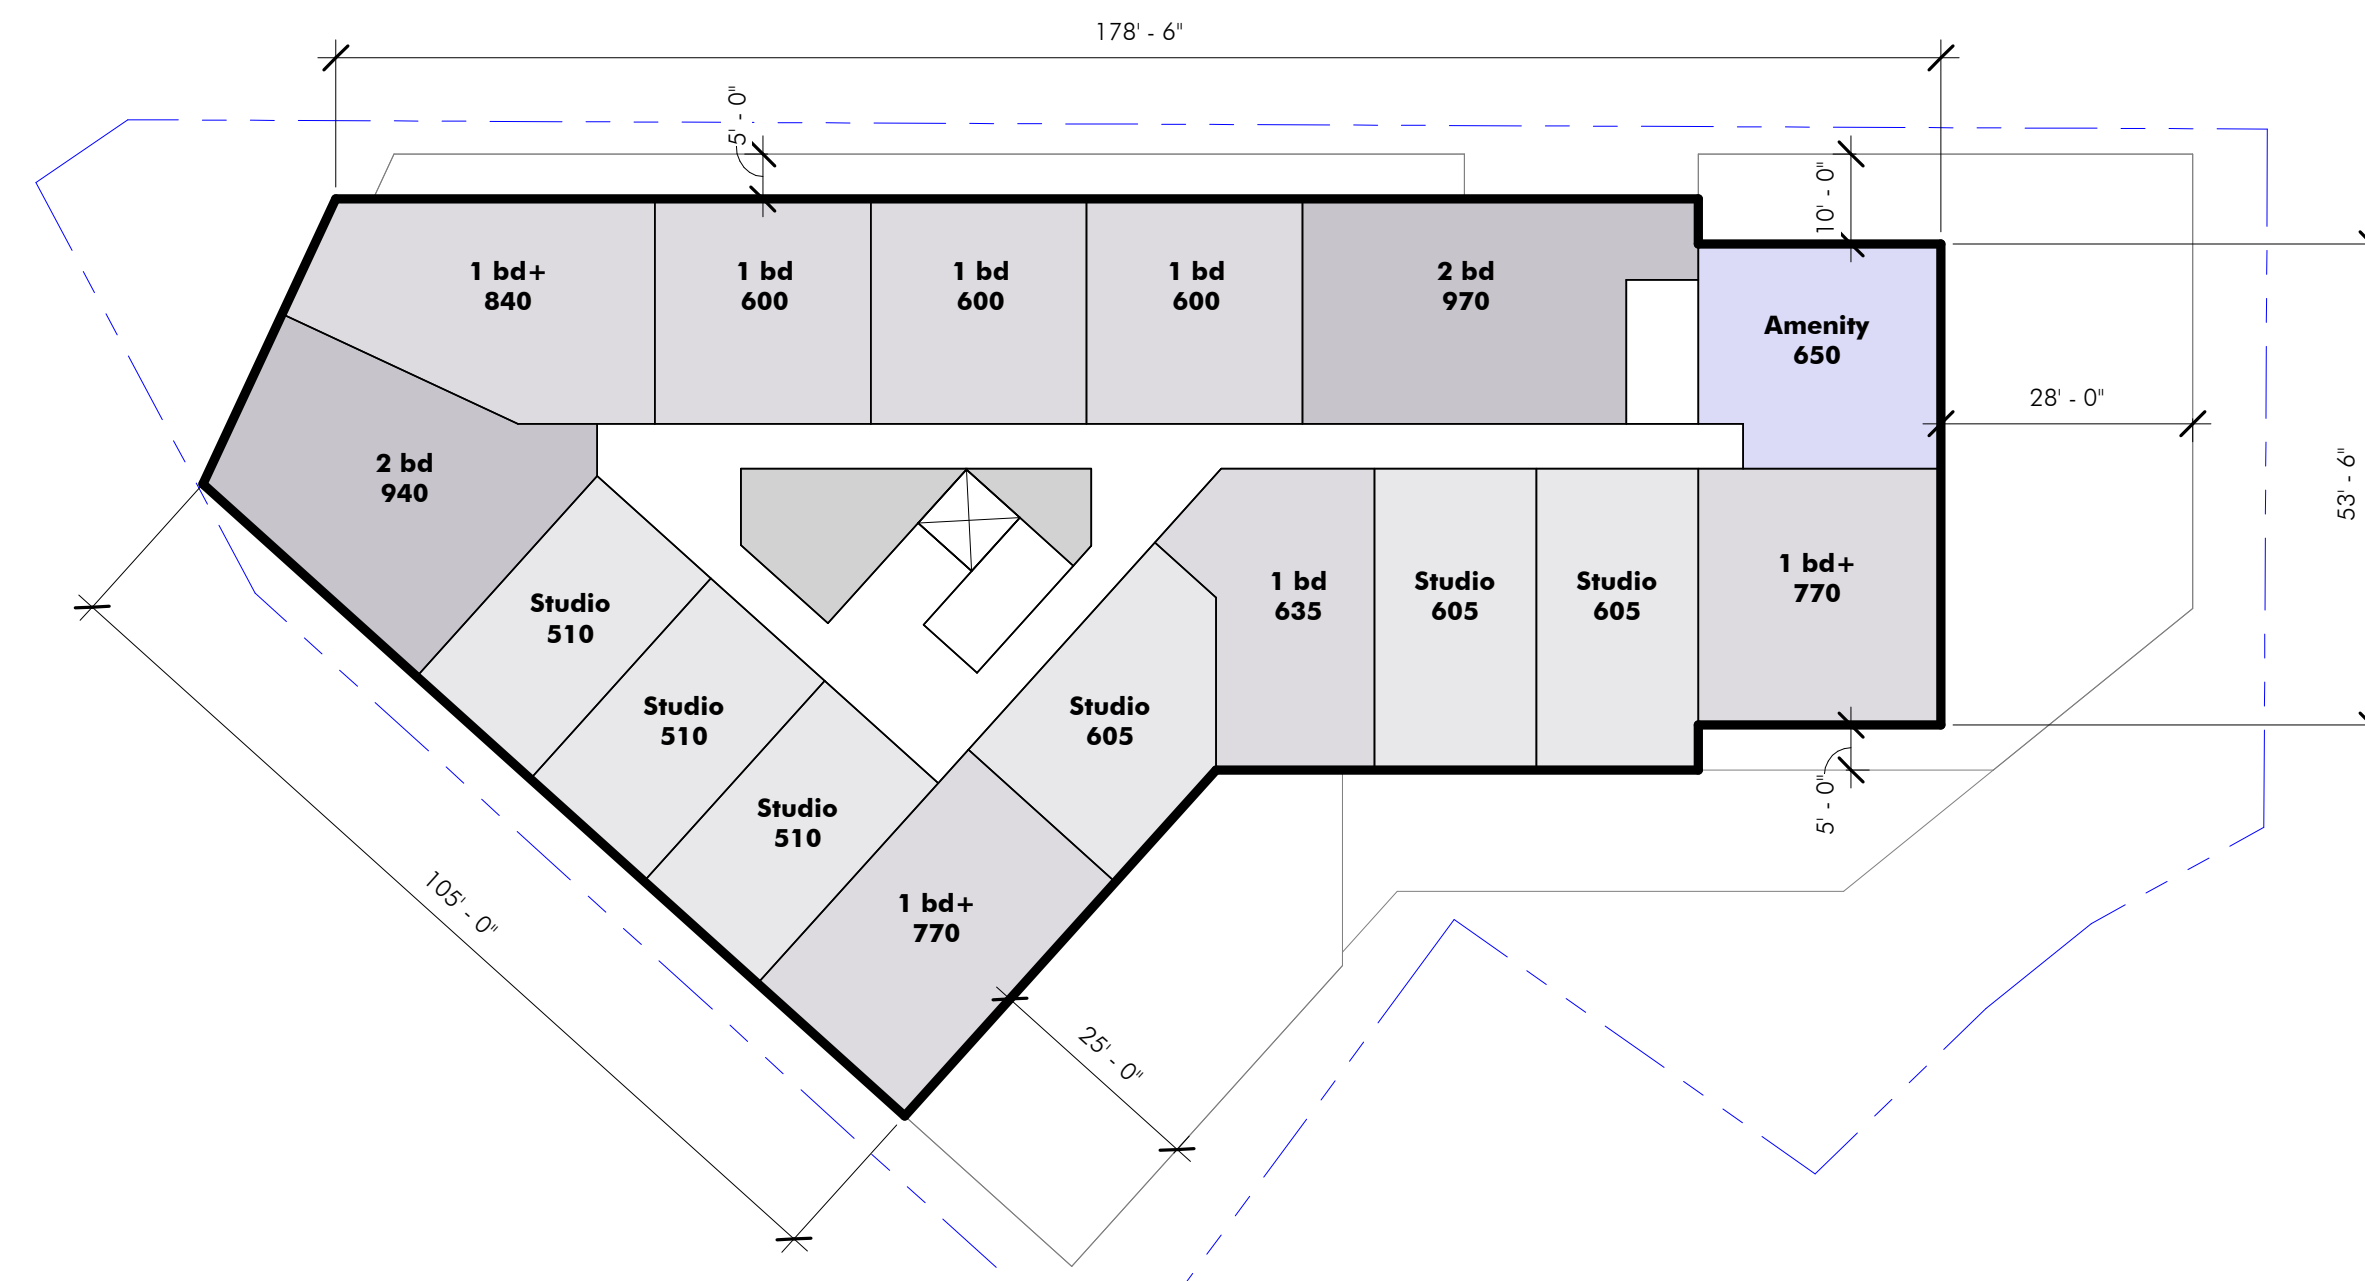 178' - 6"
5' - 0"
10' - 0"
1 bd+
840
1 bd
600
1 bd
600
1 bd
600
2 bd
970
Amenity
650
28' - 0"
53' - 6"
2 bd
940
Studio
510
Studio
510
Studio
510
1 bd+
770
Studio
605
1 bd
635
Studio
605
Studio
605
1 bd+
770
5' - 0"
105' - 0"
25' - 0"